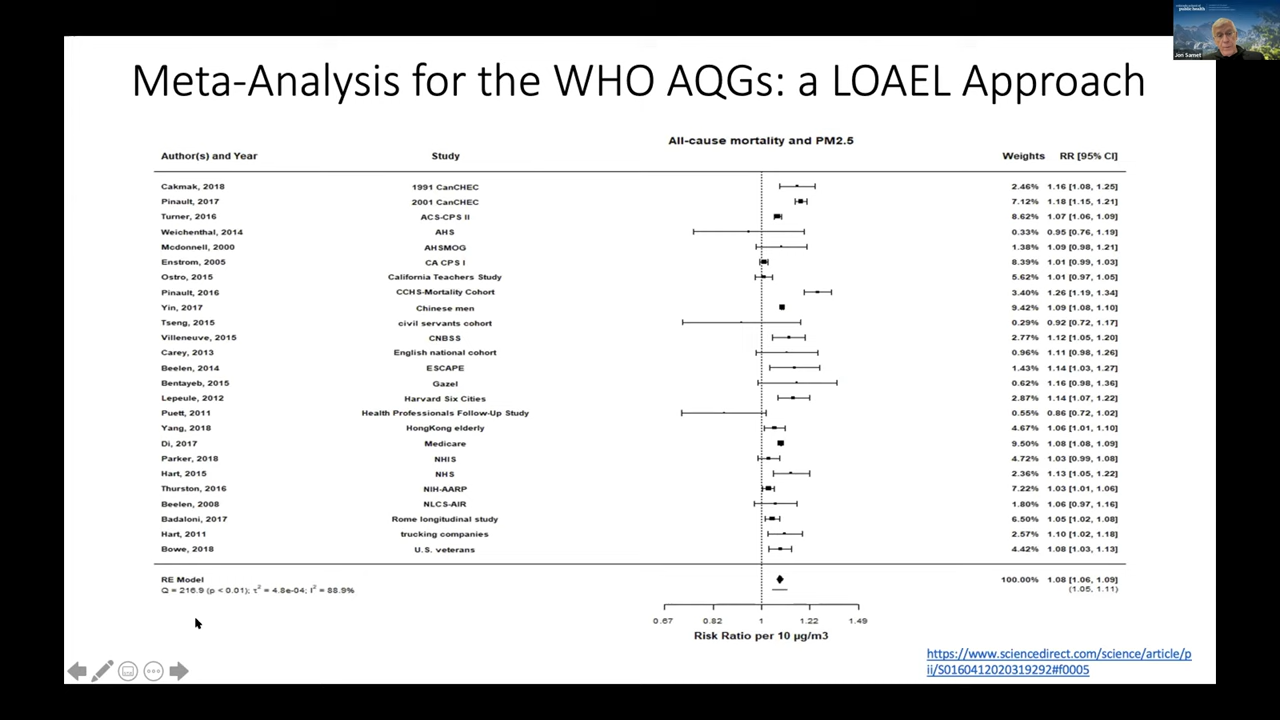 public health
Jon Samet
Meta-Analysis for the WHO AQGs: a LOAEL Approach
All-cause mortality and PM2.5
Author(s) and Year Study Weights RR [95% CI]
Cakmak, 2018 1991 CanCHEC 2.46% 1.16 [1.08, 1.25]
Pinault, 2017 2001 CanCHEC 7.12% 1.18 [1.15, 1.21]
Turner, 2016 ACS-CPS II 8.62% 1.07 [1.06, 1.09]
Weichenthal, 2014 AHS 0.33% 0.95 [0.76, 1.19]
Mcdonnell, 2000 AHSMOG 1.38% 1.09 [0.98, 1.21]
Enstrom, 2005 CA CPS I 8.39% 1.01 [0.99, 1.03]
Ostro, 2015 California Teachers Study 5.62% 1.01 [0.97, 1.05]
Pinault, 2016 CCHS-Mortality Cohort 3.40% 1.26 [1.19, 1.34]
Yin, 2017 Chinese men 9.42% 1.09 [1.08, 1.10]
Tseng, 2015 civil servants cohort 0.29% 0.92 [0.72, 1.17]
Villeneuve, 2015 CNBSS 2.77% 1.12 [1.05, 1.20]
Carey, 2013 English national cohort 0.96% 1.11 [0.98, 1.26]
Beelen, 2014 ESCAPE 1.43% 1.14 [1.03, 1.27]
Bentayeb, 2015 Gazel 0.62% 1.16 [0.98, 1.36]
Lepeule, 2012 Harvard Six Cities 2.87% 1.14 [1.07, 1.22]
Puett, 2011 Health Professionals Follow-Up Study 0.55% 0.86 [0.72, 1.02]
Yang, 2018 HongKong elderly 4.67% 1.06 [1.01, 1.10]
Di, 2017 Medicare 9.50% 1.08 [1.08, 1.09]
Parker, 2018 NHIS 4.72% 1.03 [0.99, 1.08]
Hart, 2015 NHS 2.36% 1.13 [1.05, 1.22]
Thurston, 2016 NIH-AARP 7.22% 1.03 [1.01, 1.06]
Beelen, 2008 NLCS-AIR 1.80% 1.06 [0.97, 1.16]
Badaloni, 2017 Rome longitudinal study 6.50% 1.05 [1.02, 1.08]
Hart, 2011 trucking companies 2.57% 1.10 [1.02, 1.18]
Bowe, 2018 U.S. veterans 4.42% 1.08 [1.03, 1.13]
RE Model 100.00% 1.08 [1.06, 1.09]
Q = 216.9 (p < 0.01); τ² = 4.8e-04; I² = 88.9% (1.05, 1.11)
0.67 0.82 1 1.22 1.49
Risk Ratio per 10 µg/m3
https://www.sciencedirect.com/science/article/p
ii/S0160412020319292#f0005